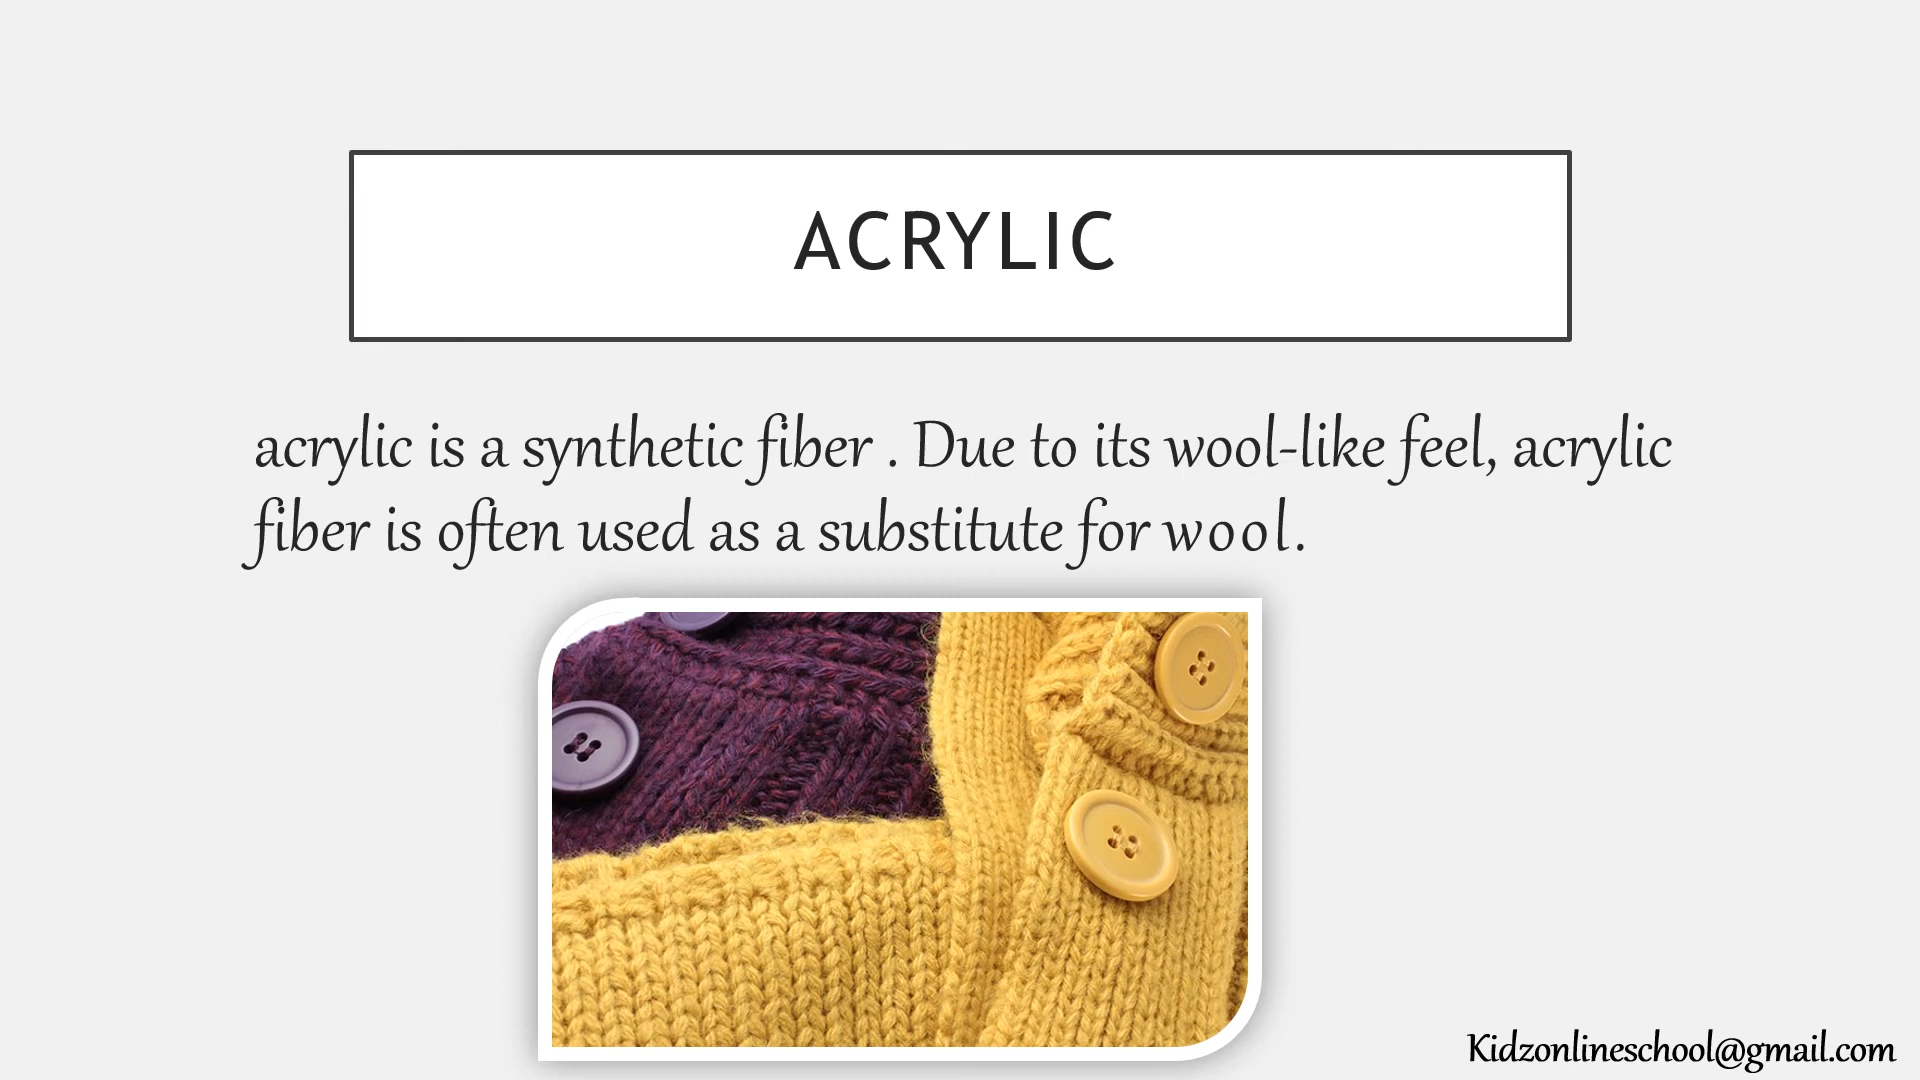 ACRYLIC
acrylic is a synthetic fiber . Due to its wool-like feel, acrylic
fiber is often used as a substitute for wool.
Kidzonlineschool@gmail.com